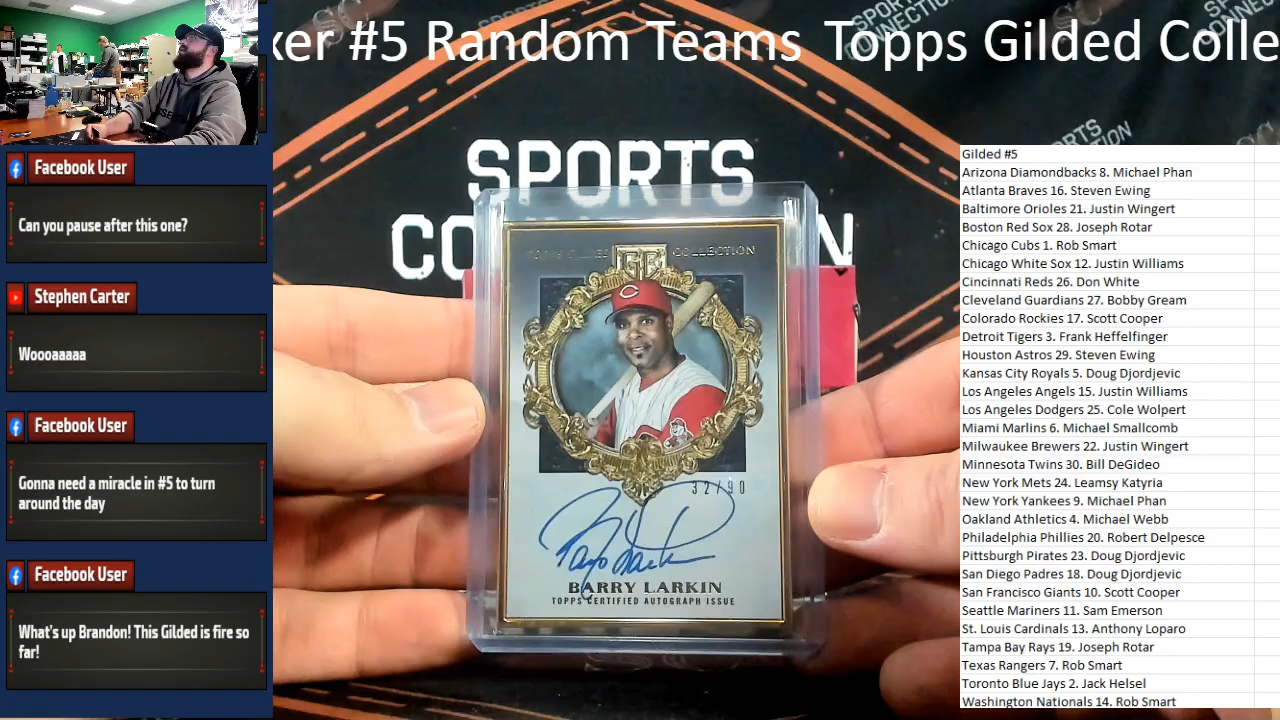 ker #5 Random Teams Topps Gilded Colle
SPORTS
CONNECTION
Facebook User
Can you pause after this one?
Stephen Carter
Woooaaaaa
Facebook User
Gonna need a miracle in #5 to turn
around the day
Facebook User
What's up Brandon! This Gilded is fire so
far!
SPORTS
COLLECTION
32/90
BARRY LARKIN
TOPPS CERTIFIED AUTOGRAPH ISSUE
Gilded #5
Arizona Diamondbacks 8. Michael Phan
Atlanta Braves 16. Steven Ewing
Baltimore Orioles 21. Justin Wingert
Boston Red Sox 28. Joseph Rotar
Chicago Cubs 1. Rob Smart
Chicago White Sox 12. Justin Williams
Cincinnati Reds 26. Don White
Cleveland Guardians 27. Bobby Gream
Colorado Rockies 17. Scott Cooper
Detroit Tigers 3. Frank Heffelfinger
Houston Astros 29. Steven Ewing
Kansas City Royals 5. Doug Djordjevic
Los Angeles Angels 15. Justin Williams
Los Angeles Dodgers 25. Cole Wolpert
Miami Marlins 6. Michael Smallcomb
Milwaukee Brewers 22. Justin Wingert
Minnesota Twins 30. Bill DeGideo
New York Mets 24. Leamsy Katyria
New York Yankees 9. Michael Phan
Oakland Athletics 4. Michael Webb
Philadelphia Phillies 20. Robert Delpesce
Pittsburgh Pirates 23. Doug Djordjevic
San Diego Padres 18. Doug Djordjevic
San Francisco Giants 10. Scott Cooper
Seattle Mariners 11. Sam Emerson
St. Louis Cardinals 13. Anthony Loparo
Tampa Bay Rays 19. Joseph Rotar
Texas Rangers 7. Rob Smart
Toronto Blue Jays 2. Jack Helsel
Washington Nationals 14. Rob Smart